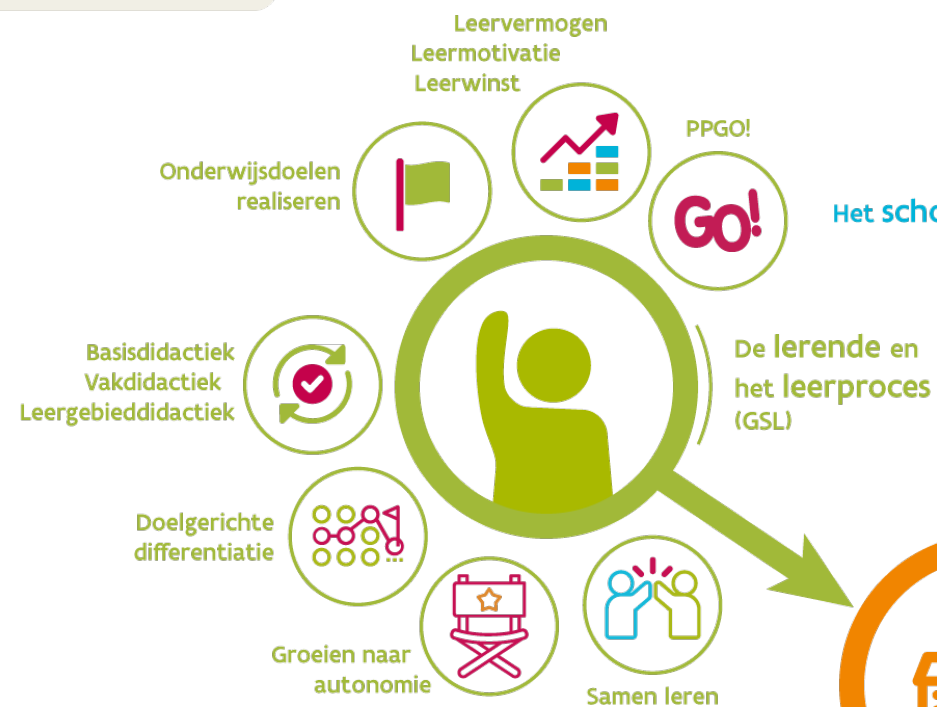 Leervermogen
Leermotivatie
Leerwinst
PPGO!
Onderwijsdoelen
realiseren
GO!
Het
De lerende en
het leerproces
(GSL)
Basisdidactiek
Vakdidactiek
Leergebieddidactiek
Doelgerichte
differentiatie
...
Groeien naar
autonomie
Samen leren